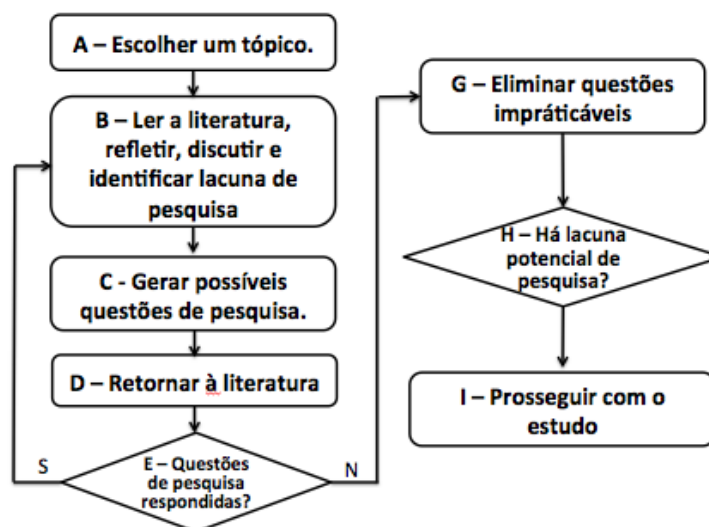 A – Escolher um tópico.
B – Ler a literatura,
refletir, discutir e
identificar lacuna de
pesquisa
C - Gerar possíveis
questões de pesquisa.
D – Retornar à literatura
S
E – Questões
de pesquisa
respondidas?
N
G – Eliminar questões
impráticáveis
H – Há lacuna
potencial de
pesquisa?
I – Prosseguir com o
estudo